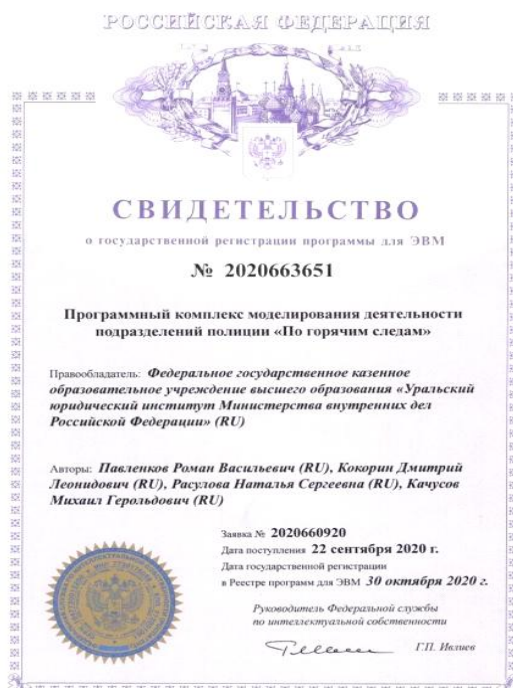 РОССИЙСКАЯ ФЕДЕРАЦИЯ
СВИДЕТЕЛЬСТВО
о государственной регистрации программы для ЭВМ
№ 2020663651
Программный комплекс моделирования деятельности
подразделений полиции «По горячим следам»
Правообладатель: Федеральное государственное казенное
образовательное учреждение высшего образования «Уральский
юридический институт Министерства внутренних дел
Российской Федерации» (RU)
Авторы: Павленков Роман Васильевич (RU), Кокорин Дмитрий
Леонидович (RU), Расулова Наталья Сергеевна (RU), Качусов
Михаил Герольдович (RU)
Заявка № 2020660920
Дата поступления 22 сентября 2020 г.
Дата государственной регистрации
в Реестре программ для ЭВМ 30 октября 2020 г.
Руководитель Федеральной службы
по интеллектуальной собственности
Г.П. Ивлиев